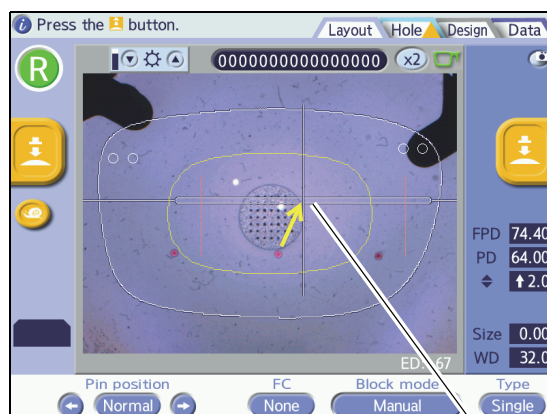 Press the button.
Layout Hole Design Data
R
0000000000000000 x2
FPD 74.40
PD 64.00
2.0
Size 0.00
WD 32.0
Pin position FC Block mode Type
Normal None Manual Single